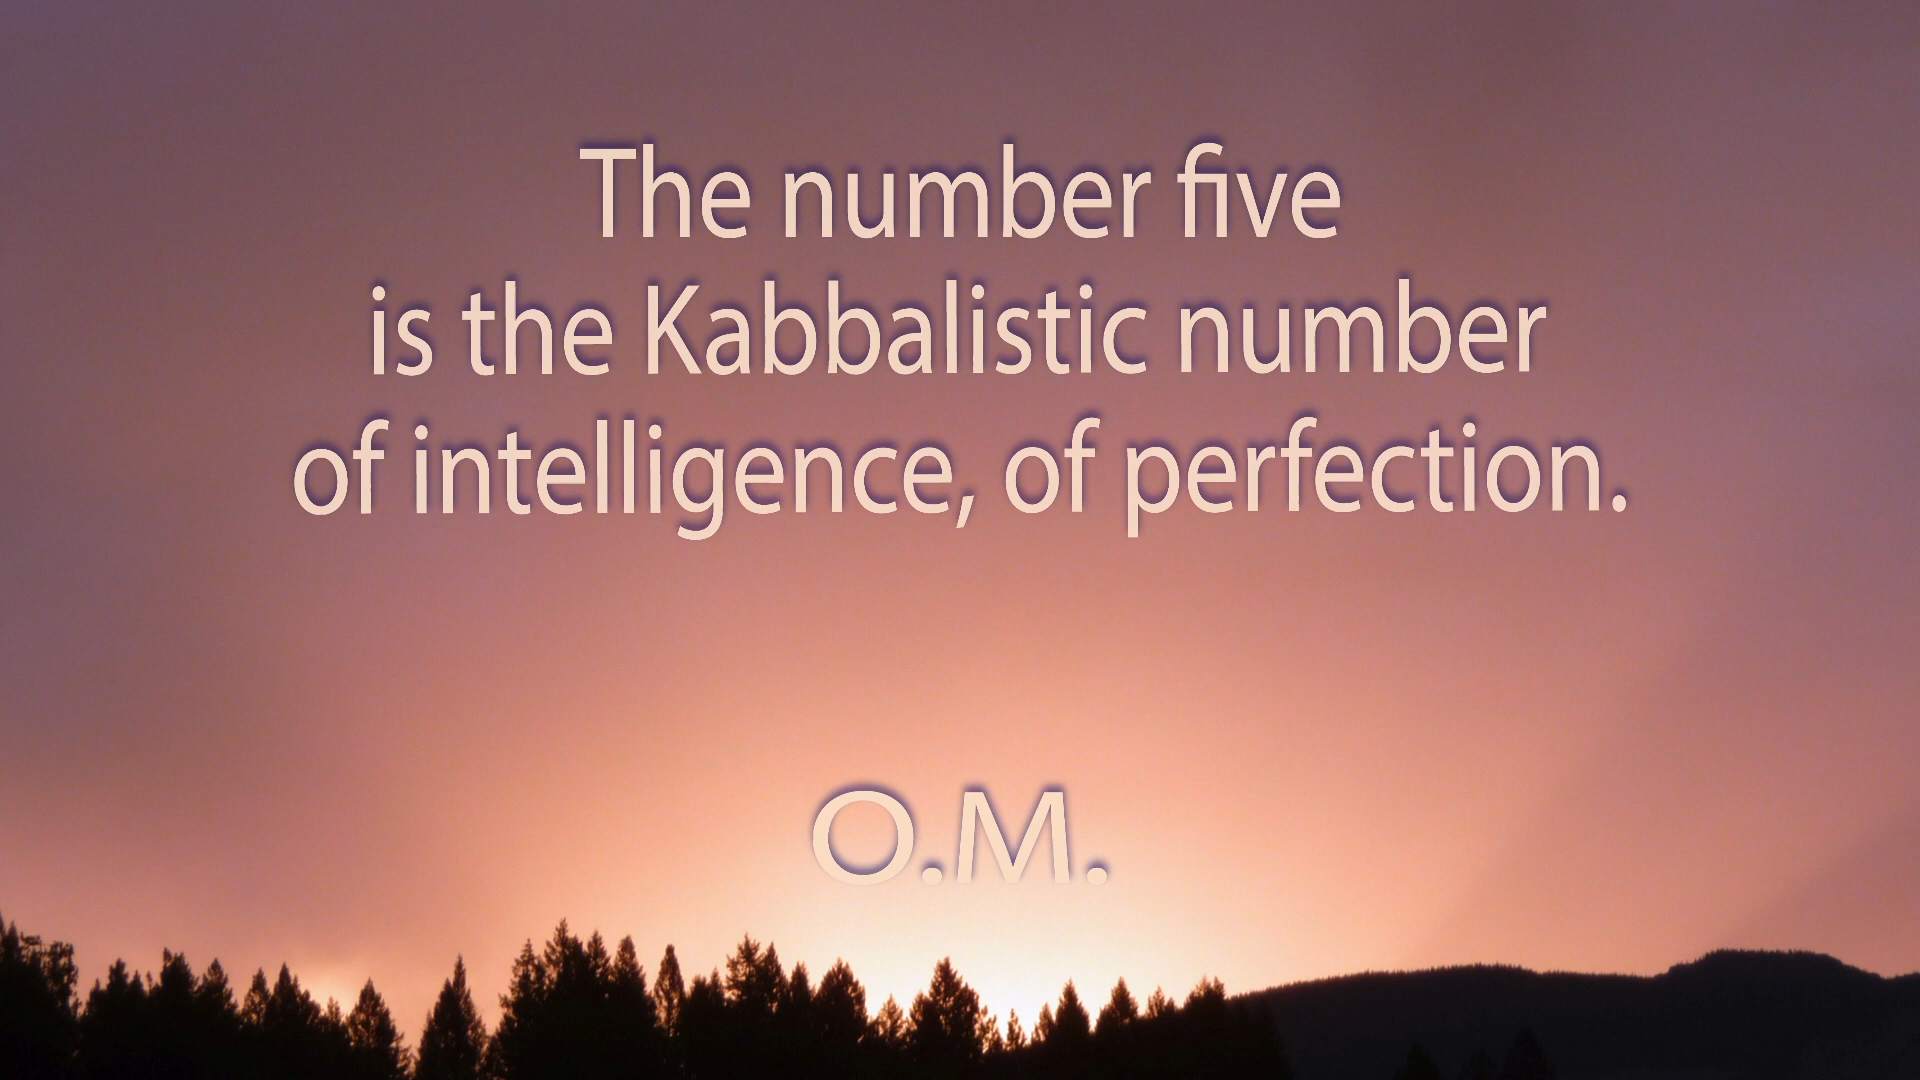 The number five
is the Kabbalistic number
of intelligence, of perfection.
O.M.